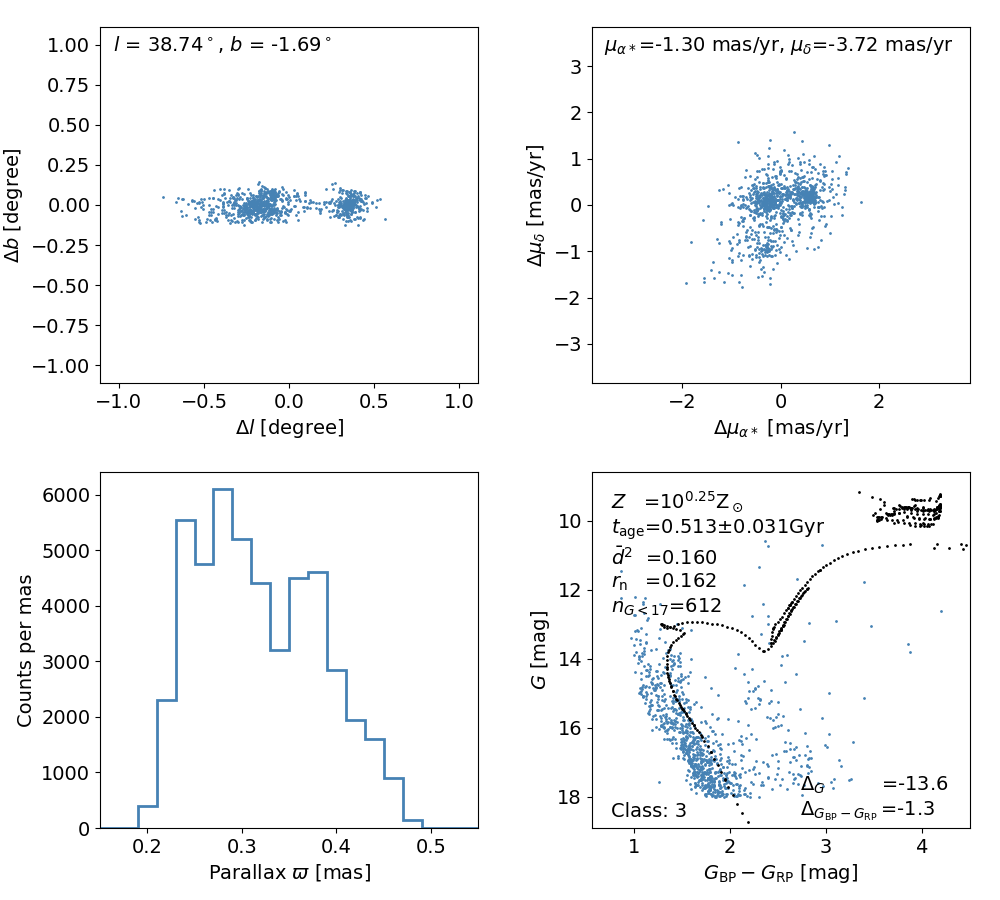 l = 38.74°, b = -1.69°
1.00
0.75
0.50
0.25
0.00
−0.25
−0.50
−0.75
−1.00
Δb [degree]
−1.0 −0.5 0.0 0.5 1.0
Δl [degree]
μα*=-1.30 mas/yr, μδ=-3.72 mas/yr
3
2
1
0
−1
−2
−3
Δμδ [mas/yr]
−2 0 2
Δμα* [mas/yr]
6000
5000
4000
3000
2000
1000
0
Counts per mas
0.2 0.3 0.4 0.5
Parallax ϖ [mas]
Z =10^0.25 Z⊙
t_age=0.513±0.031Gyr
d̄² =0.160
r_n =0.162
n_G<17=612
10
12
14
16
18
G [mag]
Δ_G =-13.6
Class: 3 Δ_GBP−GRP =-1.3
1 2 3 4
G_BP − G_RP [mag]